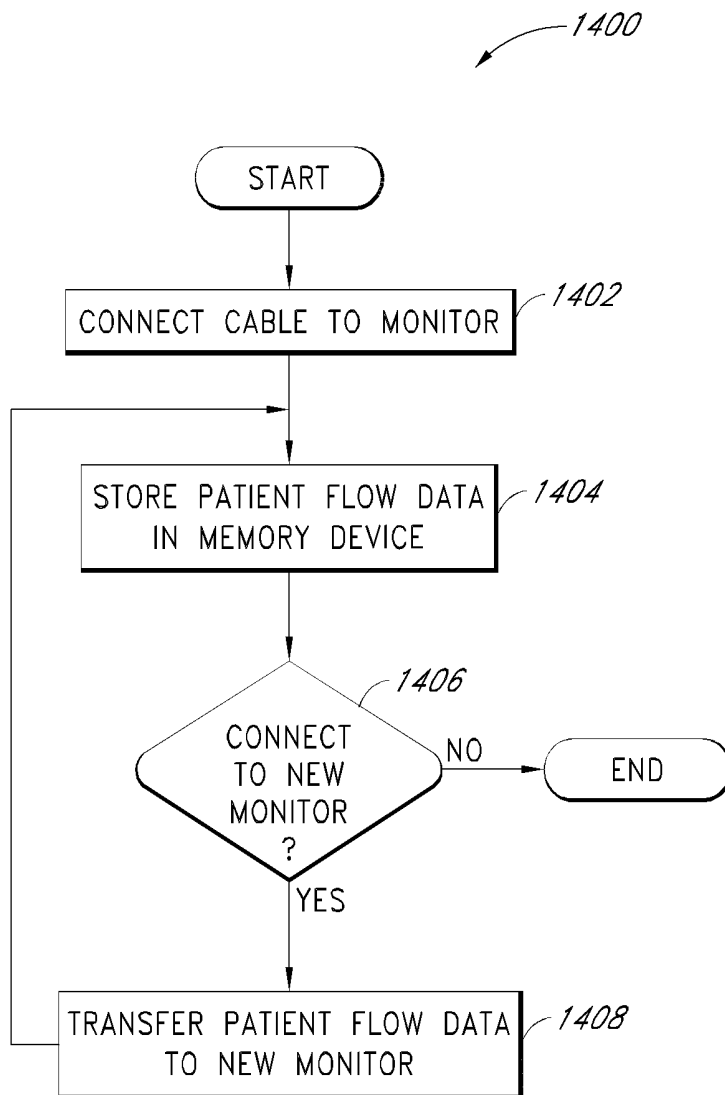 1400
START
1402
CONNECT CABLE TO MONITOR
STORE PATIENT FLOW DATA
IN MEMORY DEVICE
1404
1406
CONNECT
TO NEW
MONITOR
?
NO
END
YES
TRANSFER PATIENT FLOW DATA
TO NEW MONITOR
1408